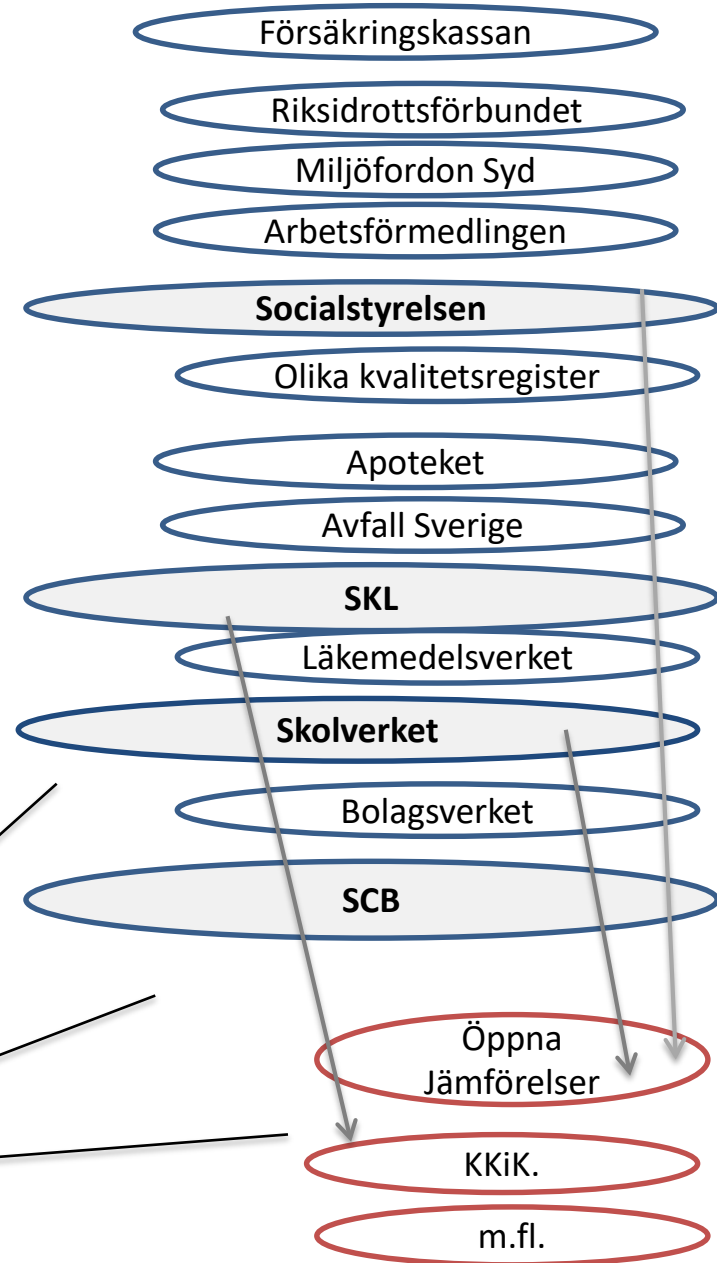 Försäkringskassan
Riksidrottsförbundet
Miljöfordon Syd
Arbetsförmedlingen
Socialstyrelsen
Olika kvalitetsregister
Apoteket
Avfall Sverige
SKL
Läkemedelsverket
Skolverket
Bolagsverket
SCB
Öppna
Jämförelser
KKiK.
m.fl.